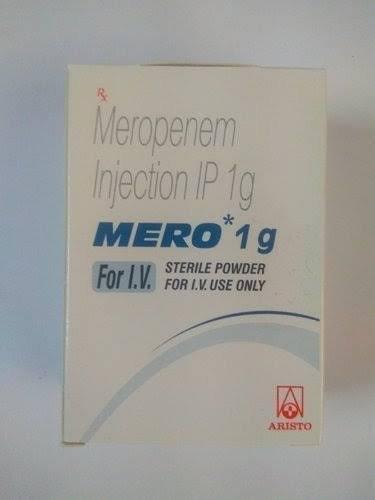 Rx
Meropenem
Injection IP 1g
MERO* 1g
For I.V.
STERILE POWDER
FOR I.V. USE ONLY
ARISTO